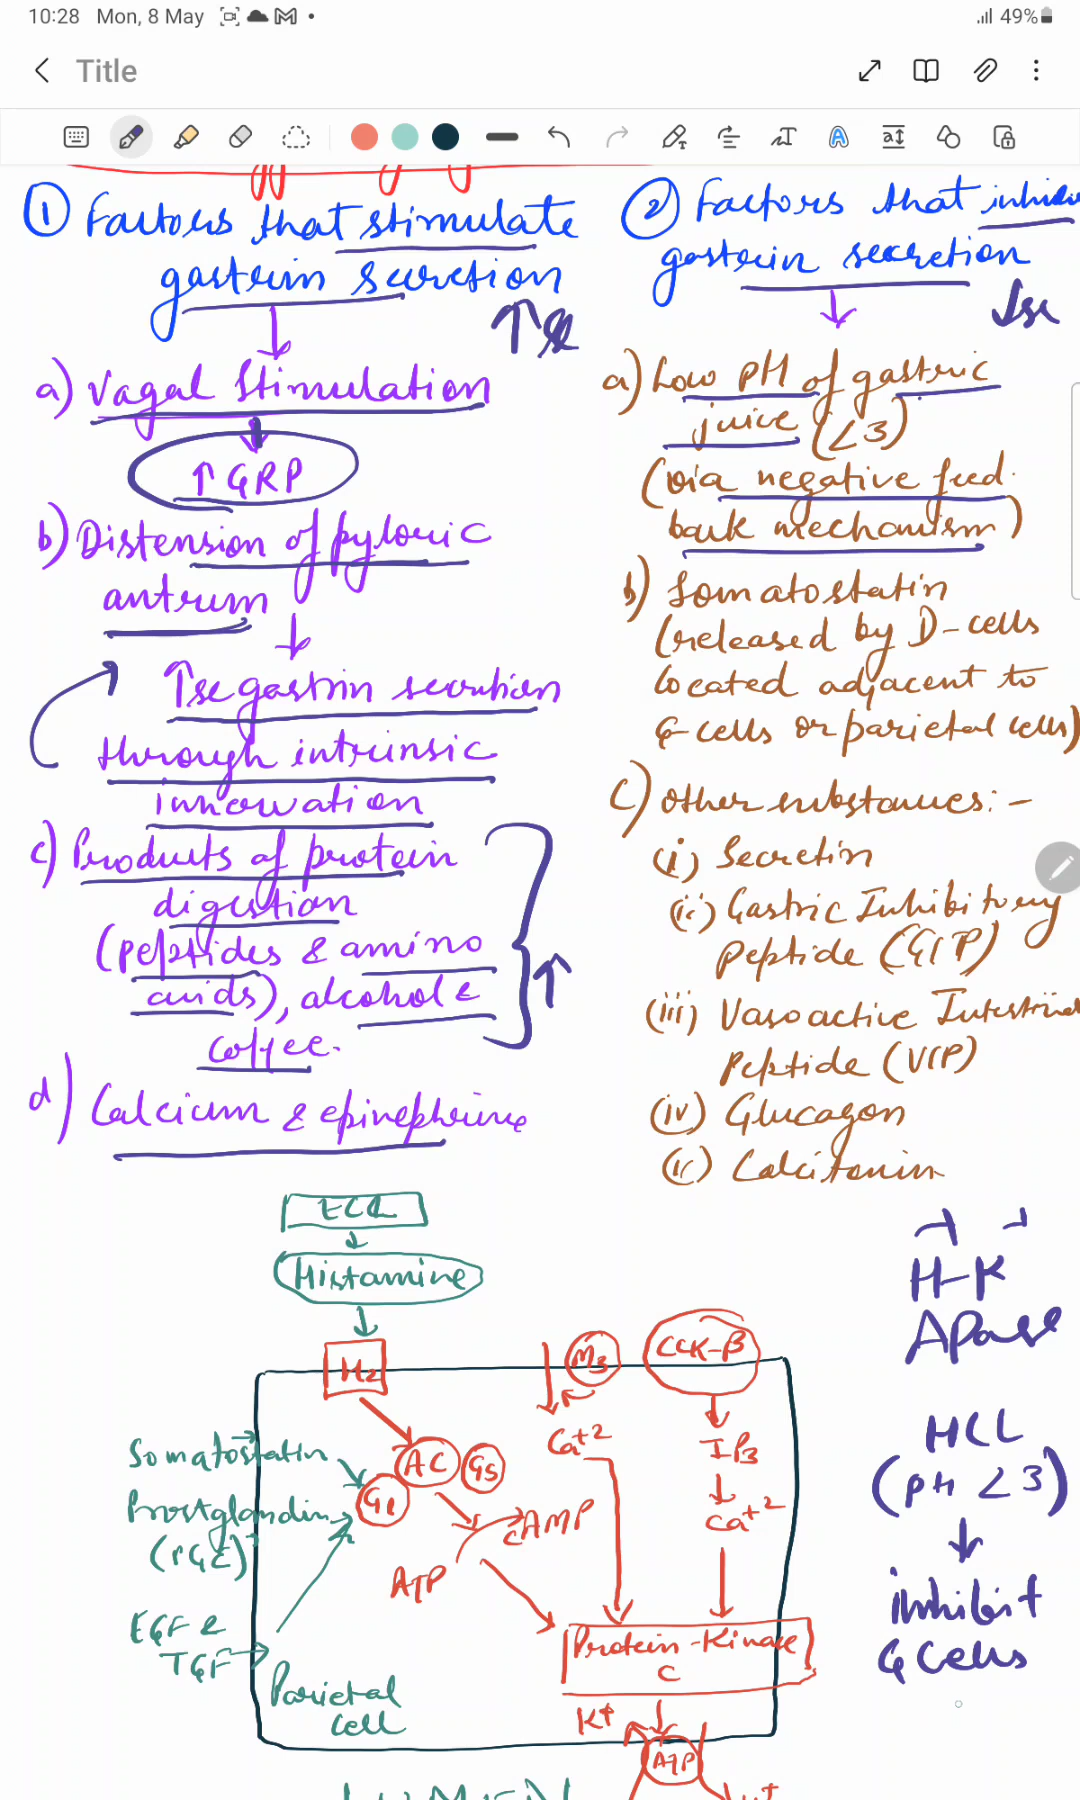 10:28 Mon, 8 May
49%
Title
① Factors that stimulate
gastrin secretion
↑se
a) Vagal Stimulation
↑ GRP
b) Distension of pyloric
antrum
↑se gastrin secretion
through intrinsic
innervation
c) Products of protein
digestion
(peptides & amino
acids), alcohol &
coffee.
d) Calcium & epinephrine
② Factors that
gastrin secretion
↓se
a) Low pH of gastric
juice (<3)
(via negative feed
back mechanism)
b) Somatostatin
(released by D-cells
located adjacent to
G-cells or parietal cells)
c) Other substances:-
(i) Secretin
(ii) Gastric Inhibitory
Peptide (GIP)
(iii) Vasoactive Intestinal
Peptide (VIP)
(iv) Glucagon
Calcitonin
ECL
Histamine
H2
M3
CCK-β
Somatostatin
AC
Gs
Ca+2
IP3
Prostglandin
(PGE)
Gi
cAMP
Ca+2
ATP
EGF &
TGF
Protein-Kinase
C
Parietal
cell
K+
ATP
H+
H-K
APase
HCL
(pH <3)
inhibit
G cells